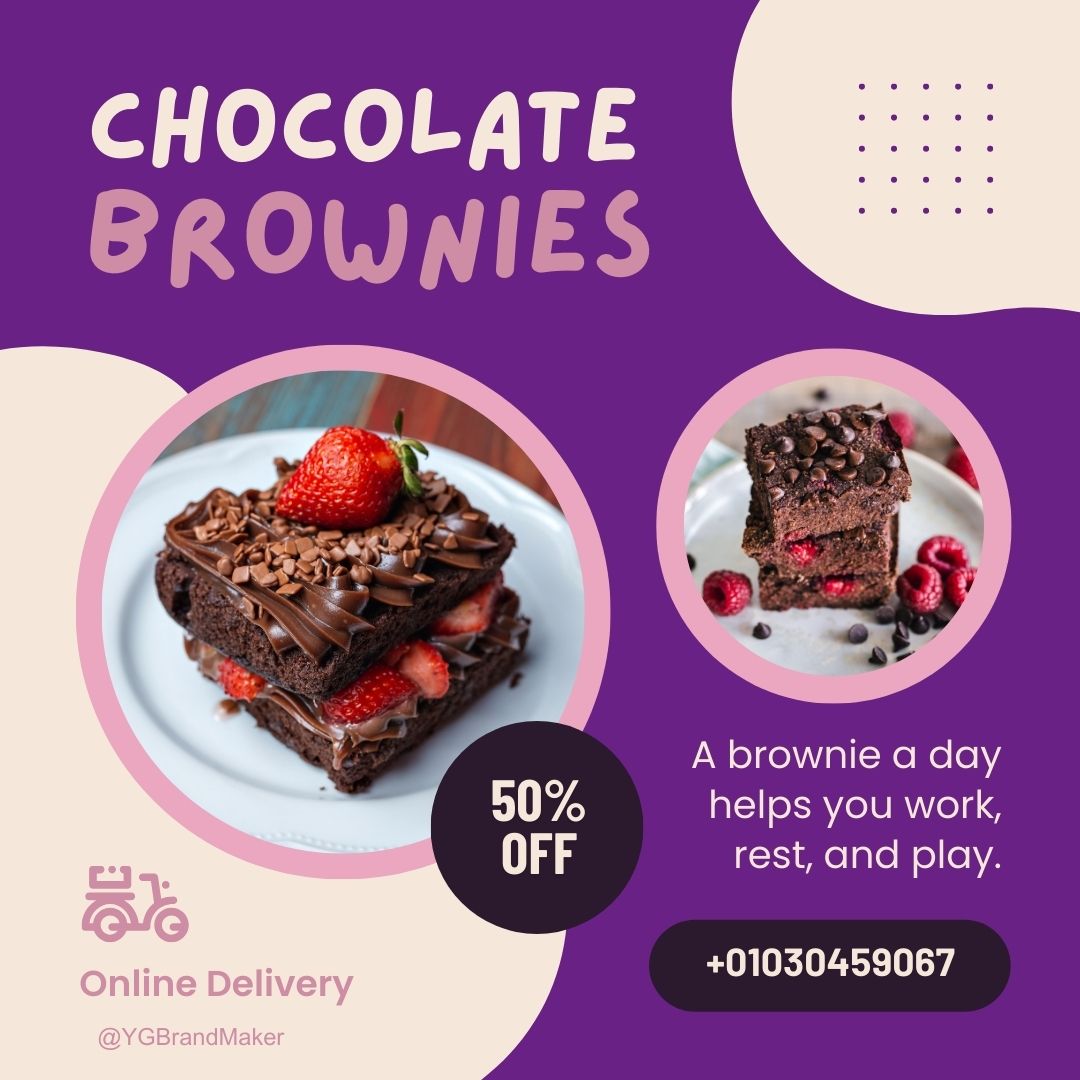 CHOCOLATE
BROWNIES
50%
OFF
A brownie a day
helps you work,
rest, and play.
+01030459067
Online Delivery
@YGBrandMaker